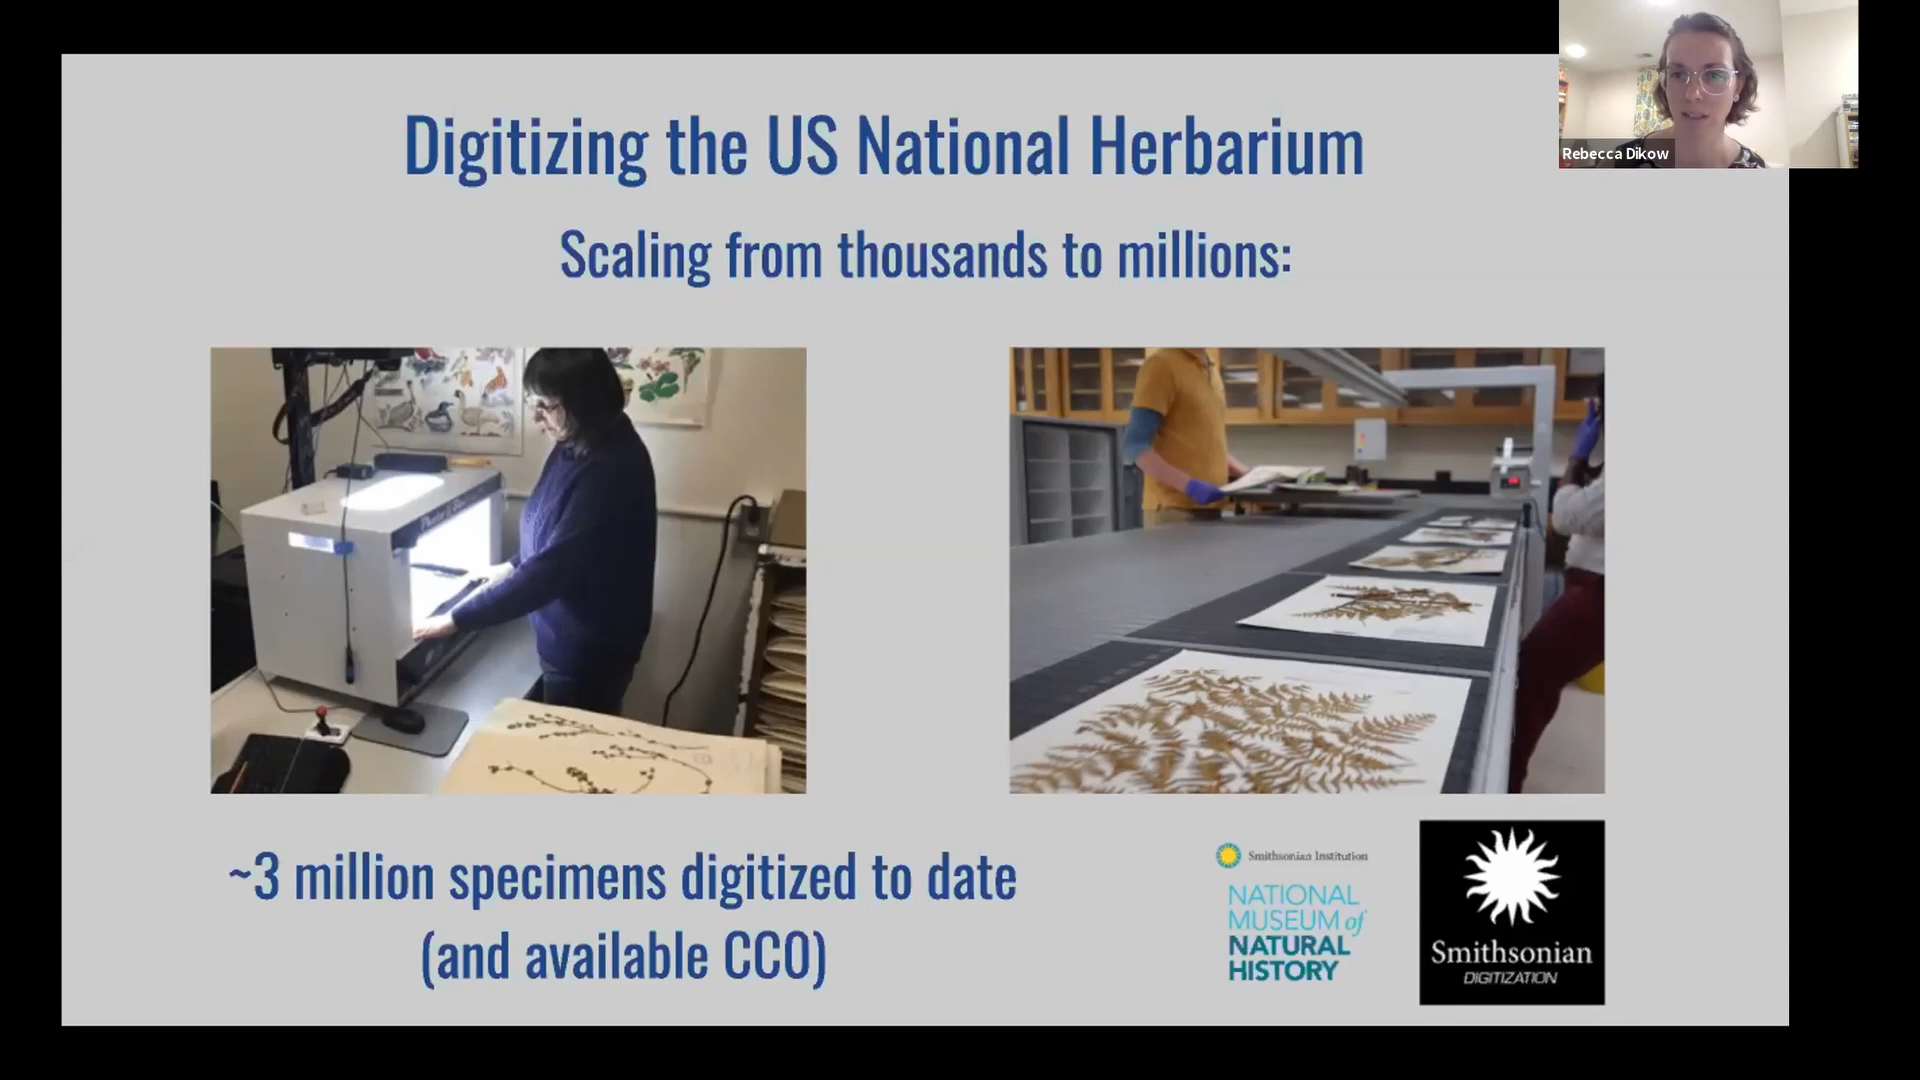 Digitizing the US National Herbarium
Rebecca Dikow
Scaling from thousands to millions:
~3 million specimens digitized to date
(and available CC0)
Smithsonian Institution
NATIONAL
MUSEUM of
NATURAL
HISTORY
Smithsonian
DIGITIZATION